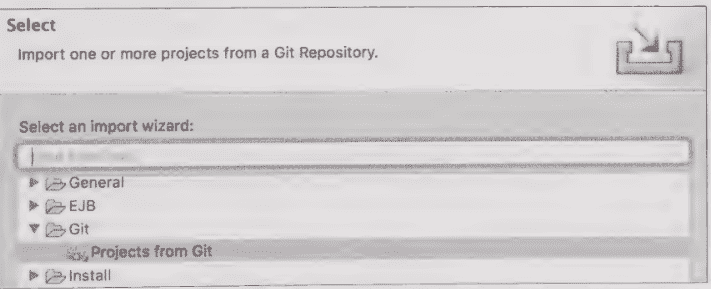 Select
Import one or more projects from a Git Repository.
Select an import wizard:
General
EJB
Git
Projects from Git
Install